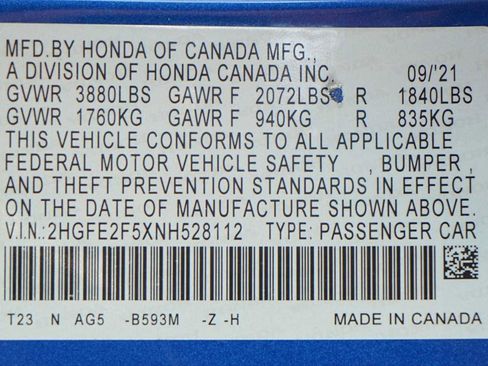 MFD.BY HONDA OF CANADA MFG.,
A DIVISION OF HONDA CANADA INC. 09/'21
GVWR 3880LBS GAWR F 2072LBS R 1840LBS
GVWR 1760KG GAWR F 940KG R 835KG
THIS VEHICLE CONFORMS TO ALL APPLICABLE
FEDERAL MOTOR VEHICLE SAFETY , BUMPER ,
AND THEFT PREVENTION STANDARDS IN EFFECT
ON THE DATE OF MANUFACTURE SHOWN ABOVE.
V.I.N.:2HGFE2F5XNH528112 TYPE: PASSENGER CAR
T23 N AG5 -B593M -Z -H MADE IN CANADA